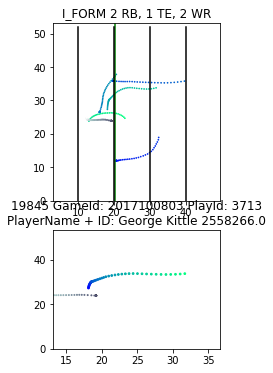 I_FORM 2 RB, 1 TE, 2 WR
50
40
30
20
10
0
10 20 30 40
19845 GameId: 2017100803 PlayId: 3713
PlayerName + ID: George Kittle 2558266.0
40
20
0
15 20 25 30 35